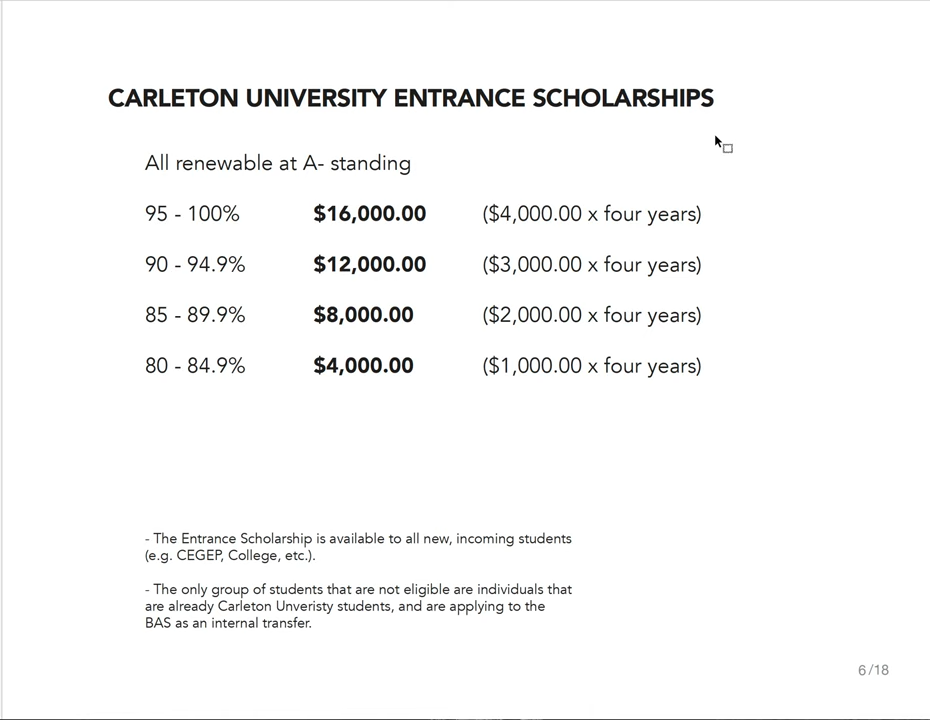 CARLETON UNIVERSITY ENTRANCE SCHOLARSHIPS
All renewable at A- standing
95 - 100% $16,000.00 ($4,000.00 x four years)
90 - 94.9% $12,000.00 ($3,000.00 x four years)
85 - 89.9% $8,000.00 ($2,000.00 x four years)
80 - 84.9% $4,000.00 ($1,000.00 x four years)
- The Entrance Scholarship is available to all new, incoming students
(e.g. CEGEP, College, etc.).
- The only group of students that are not eligible are individuals that
are already Carleton Unveristy students, and are applying to the
BAS as an internal transfer.
6/18